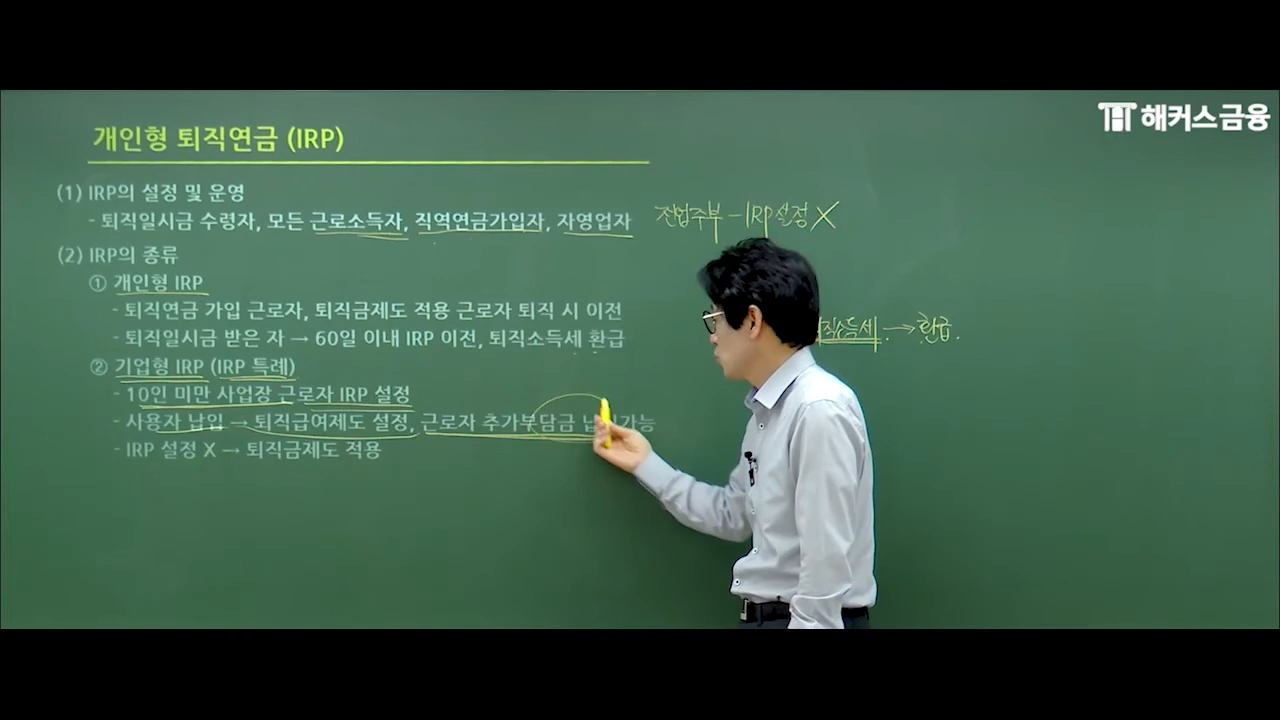 해커스금융
개인형 퇴직연금 (IRP)
(1) IRP의 설정 및 운영
- 퇴직일시금 수령자, 모든 근로소득자, 직역연금가입자, 자영업자
전업주부 - IRP설정 X
(2) IRP의 종류
① 개인형 IRP
- 퇴직연금 가입 근로자, 퇴직금제도 적용 근로자 퇴직 시 이전
- 퇴직일시금 받은 자 → 60일 이내 IRP 이전, 퇴직소득세 환급
직소득세 → 환급.
② 기업형 IRP (IRP 특례)
- 10인 미만 사업장 근로자 IRP 설정
- 사용자 납입 → 퇴직급여제도 설정, 근로자 추가부담금 납입가능
- IRP 설정 X → 퇴직금제도 적용